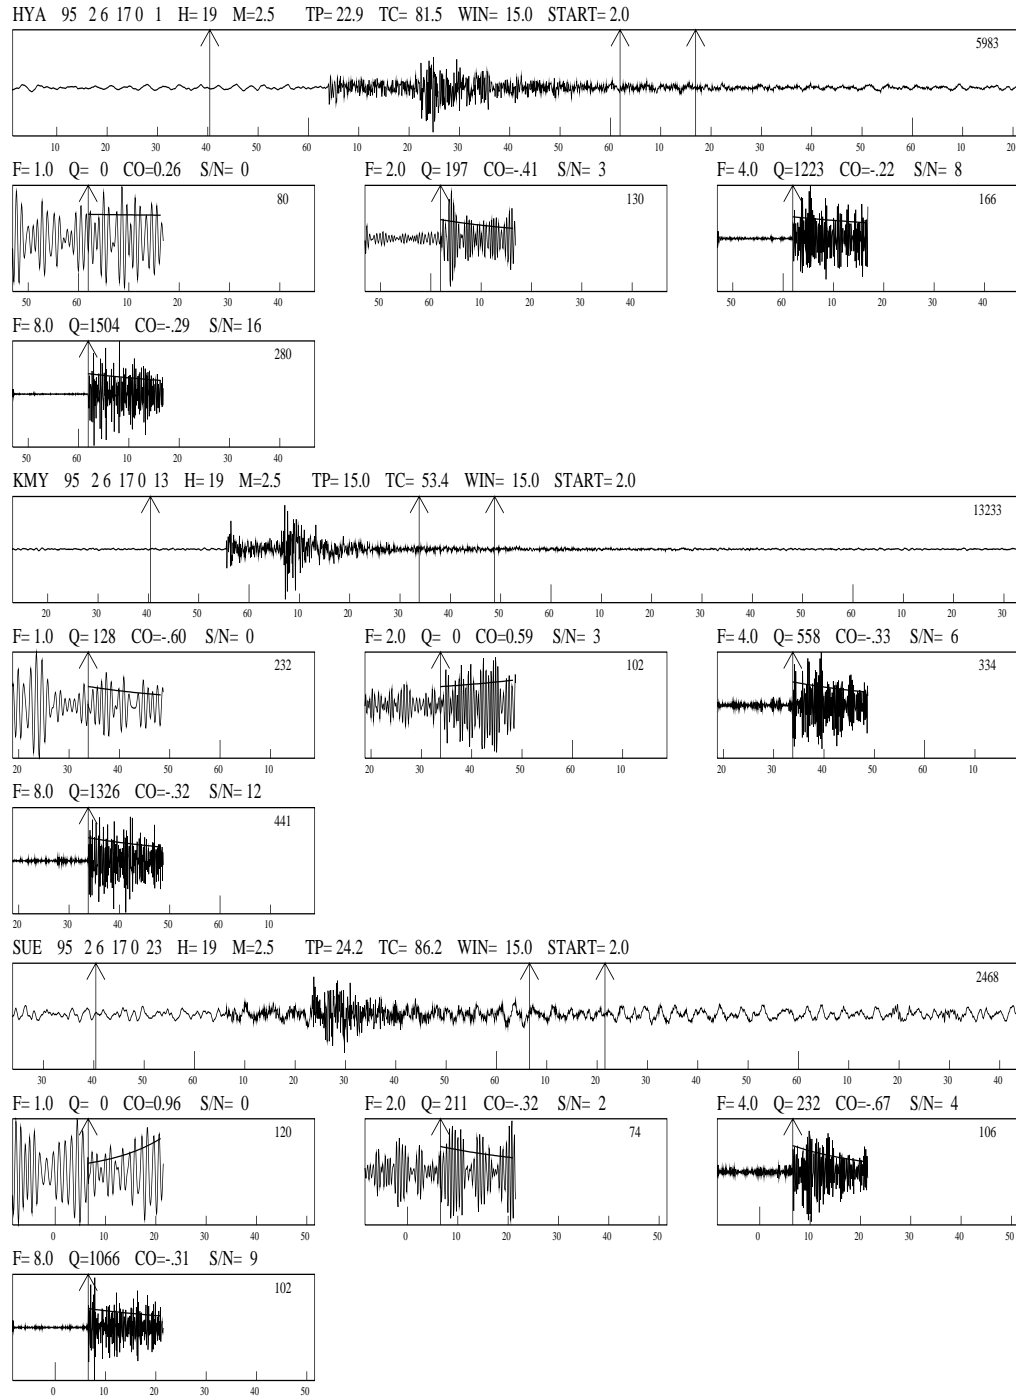 HYA 95 2 6 17 0 1 H= 19 M=2.5 TP= 22.9 TC= 81.5 WIN= 15.0 START= 2.0
5983
10 20 30 40 50 60 10 20 30 40 50 60 10 20 30 40 50 60 10 20
F= 1.0 Q= 0 CO=0.26 S/N= 0 F= 2.0 Q= 197 CO=-.41 S/N= 3 F= 4.0 Q=1223 CO=-.22 S/N= 8
80 130 166
50 60 10 20 30 40 50 60 10 20 30 40 50 60 10 20 30 40
F= 8.0 Q=1504 CO=-.29 S/N= 16
280
50 60 10 20 30 40
KMY 95 2 6 17 0 13 H= 19 M=2.5 TP= 15.0 TC= 53.4 WIN= 15.0 START= 2.0
13233
20 30 40 50 60 10 20 30 40 50 60 10 20 30 40 50 60 10 20 30
F= 1.0 Q= 128 CO=-.60 S/N= 0 F= 2.0 Q= 0 CO=0.59 S/N= 3 F= 4.0 Q= 558 CO=-.33 S/N= 6
232 102 334
20 30 40 50 60 10 20 30 40 50 60 10 20 30 40 50 60 10
F= 8.0 Q=1326 CO=-.32 S/N= 12
441
20 30 40 50 60 10
SUE 95 2 6 17 0 23 H= 19 M=2.5 TP= 24.2 TC= 86.2 WIN= 15.0 START= 2.0
2468
30 40 50 60 10 20 30 40 50 60 10 20 30 40 50 60 10 20 30 40
F= 1.0 Q= 0 CO=0.96 S/N= 0 F= 2.0 Q= 211 CO=-.32 S/N= 2 F= 4.0 Q= 232 CO=-.67 S/N= 4
120 74 106
0 10 20 30 40 50 0 10 20 30 40 50 0 10 20 30 40 50
F= 8.0 Q=1066 CO=-.31 S/N= 9
102
0 10 20 30 40 50